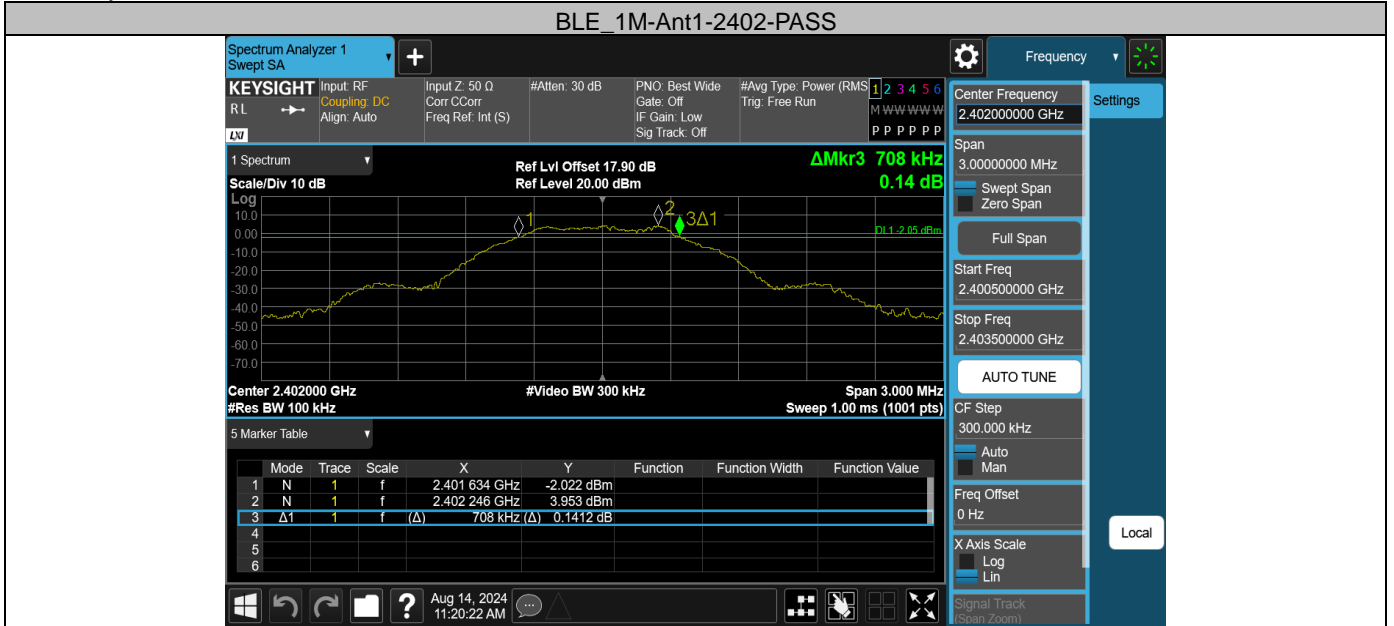 BLE_1M-Ant1-2402-PASS
Spectrum Analyzer 1
Swept SA
+
Frequency
KEYSIGHT
RL
LXI
Input: RF
Coupling: DC
Align: Auto
Input Z: 50 Ω
Corr CCorr
Freq Ref: Int (S)
#Atten: 30 dB
PNO: Best Wide
Gate: Off
IF Gain: Low
Sig Track: Off
#Avg Type: Power (RMS
Trig: Free Run
1 2 3 4 5 6
M W W W W W
P P P P P P
1 Spectrum
Scale/Div 10 dB
Ref Lvl Offset 17.90 dB
Ref Level 20.00 dBm
ΔMkr3 708 kHz
0.14 dB
Log
10.0
0.00
-10.0
-20.0
-30.0
-40.0
-50.0
-60.0
-70.0
1
2
3Δ1
DL1 -2.05 dBm
Center 2.402000 GHz
#Video BW 300 kHz
Span 3.000 MHz
#Res BW 100 kHz
Sweep 1.00 ms (1001 pts)
5 Marker Table
Mode Trace Scale X Y Function Function Width Function Value
1 N 1 f 2.401 634 GHz -2.022 dBm
2 N 1 f 2.402 246 GHz 3.953 dBm
3 Δ1 1 f (Δ) 708 kHz (Δ) 0.1412 dB
4
5
6
?
Aug 14, 2024
11:20:22 AM
Center Frequency
2.402000000 GHz
Settings
Span
3.00000000 MHz
Swept Span
Zero Span
Full Span
Start Freq
2.400500000 GHz
Stop Freq
2.403500000 GHz
AUTO TUNE
CF Step
300.000 kHz
Auto
Man
Freq Offset
0 Hz
Local
X Axis Scale
Log
Lin
Signal Track
(Span Zoom)